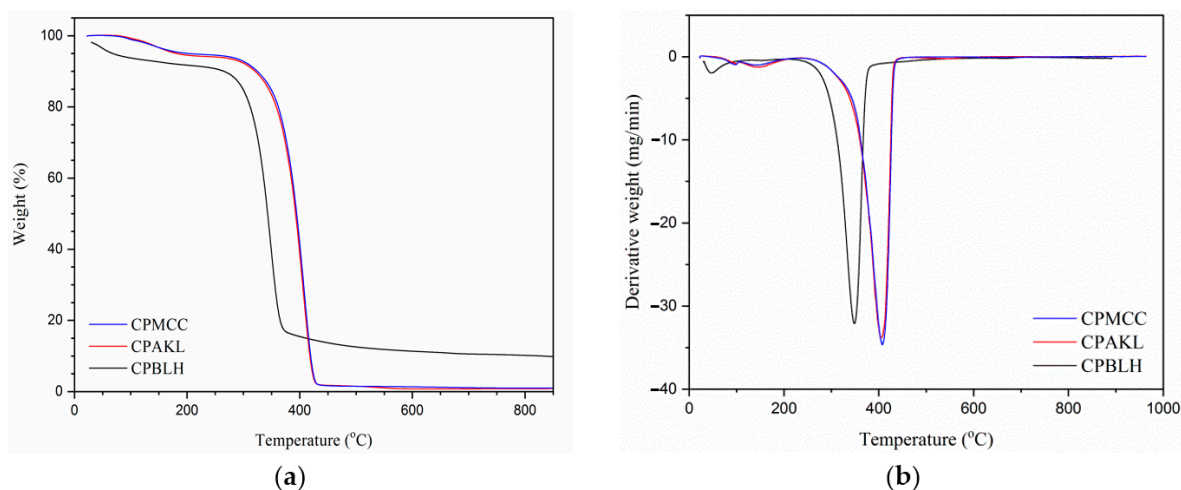 100
80
60
40
20
0
Weight (%)
CPMCC
CPAKL
CPBLH
0 200 400 600 800
Temperature (°C)
(a)
0
−10
−20
−30
−40
Derivative weight (mg/min)
CPMCC
CPAKL
CPBLH
0 200 400 600 800 1000
Temperature (°C)
(b)